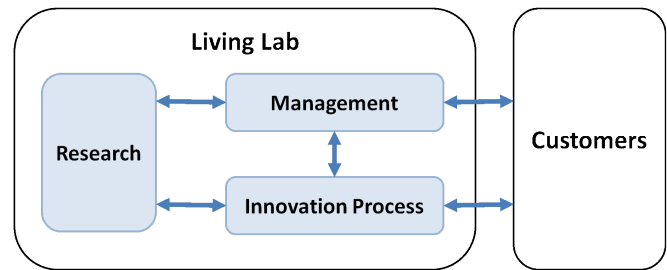 Living Lab
Management
Research
Customers
Innovation Process